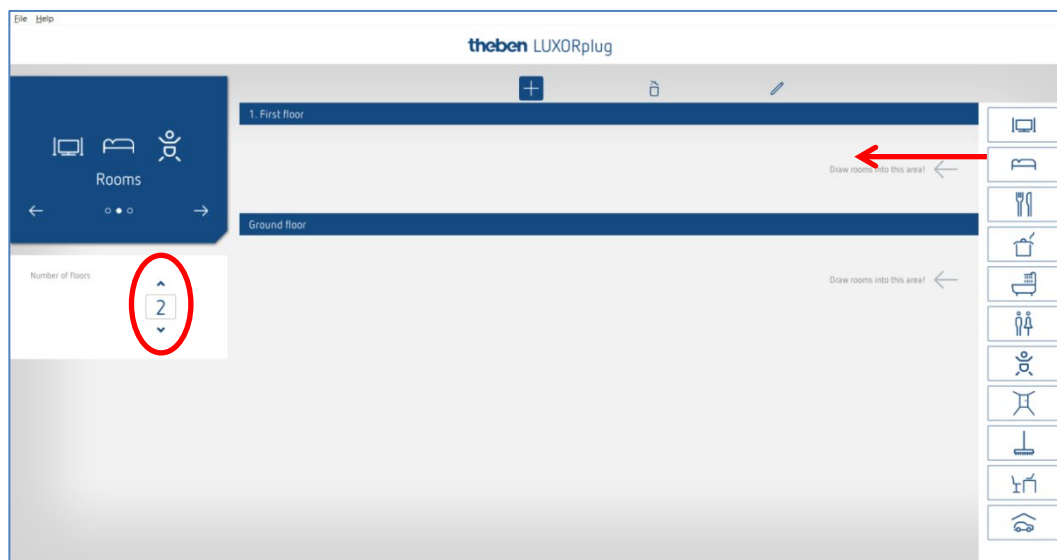 File Help
theben LUXORplug
1. First floor
Rooms
Draw rooms into this area!
Ground floor
Number of floors
2
Draw rooms into this area!